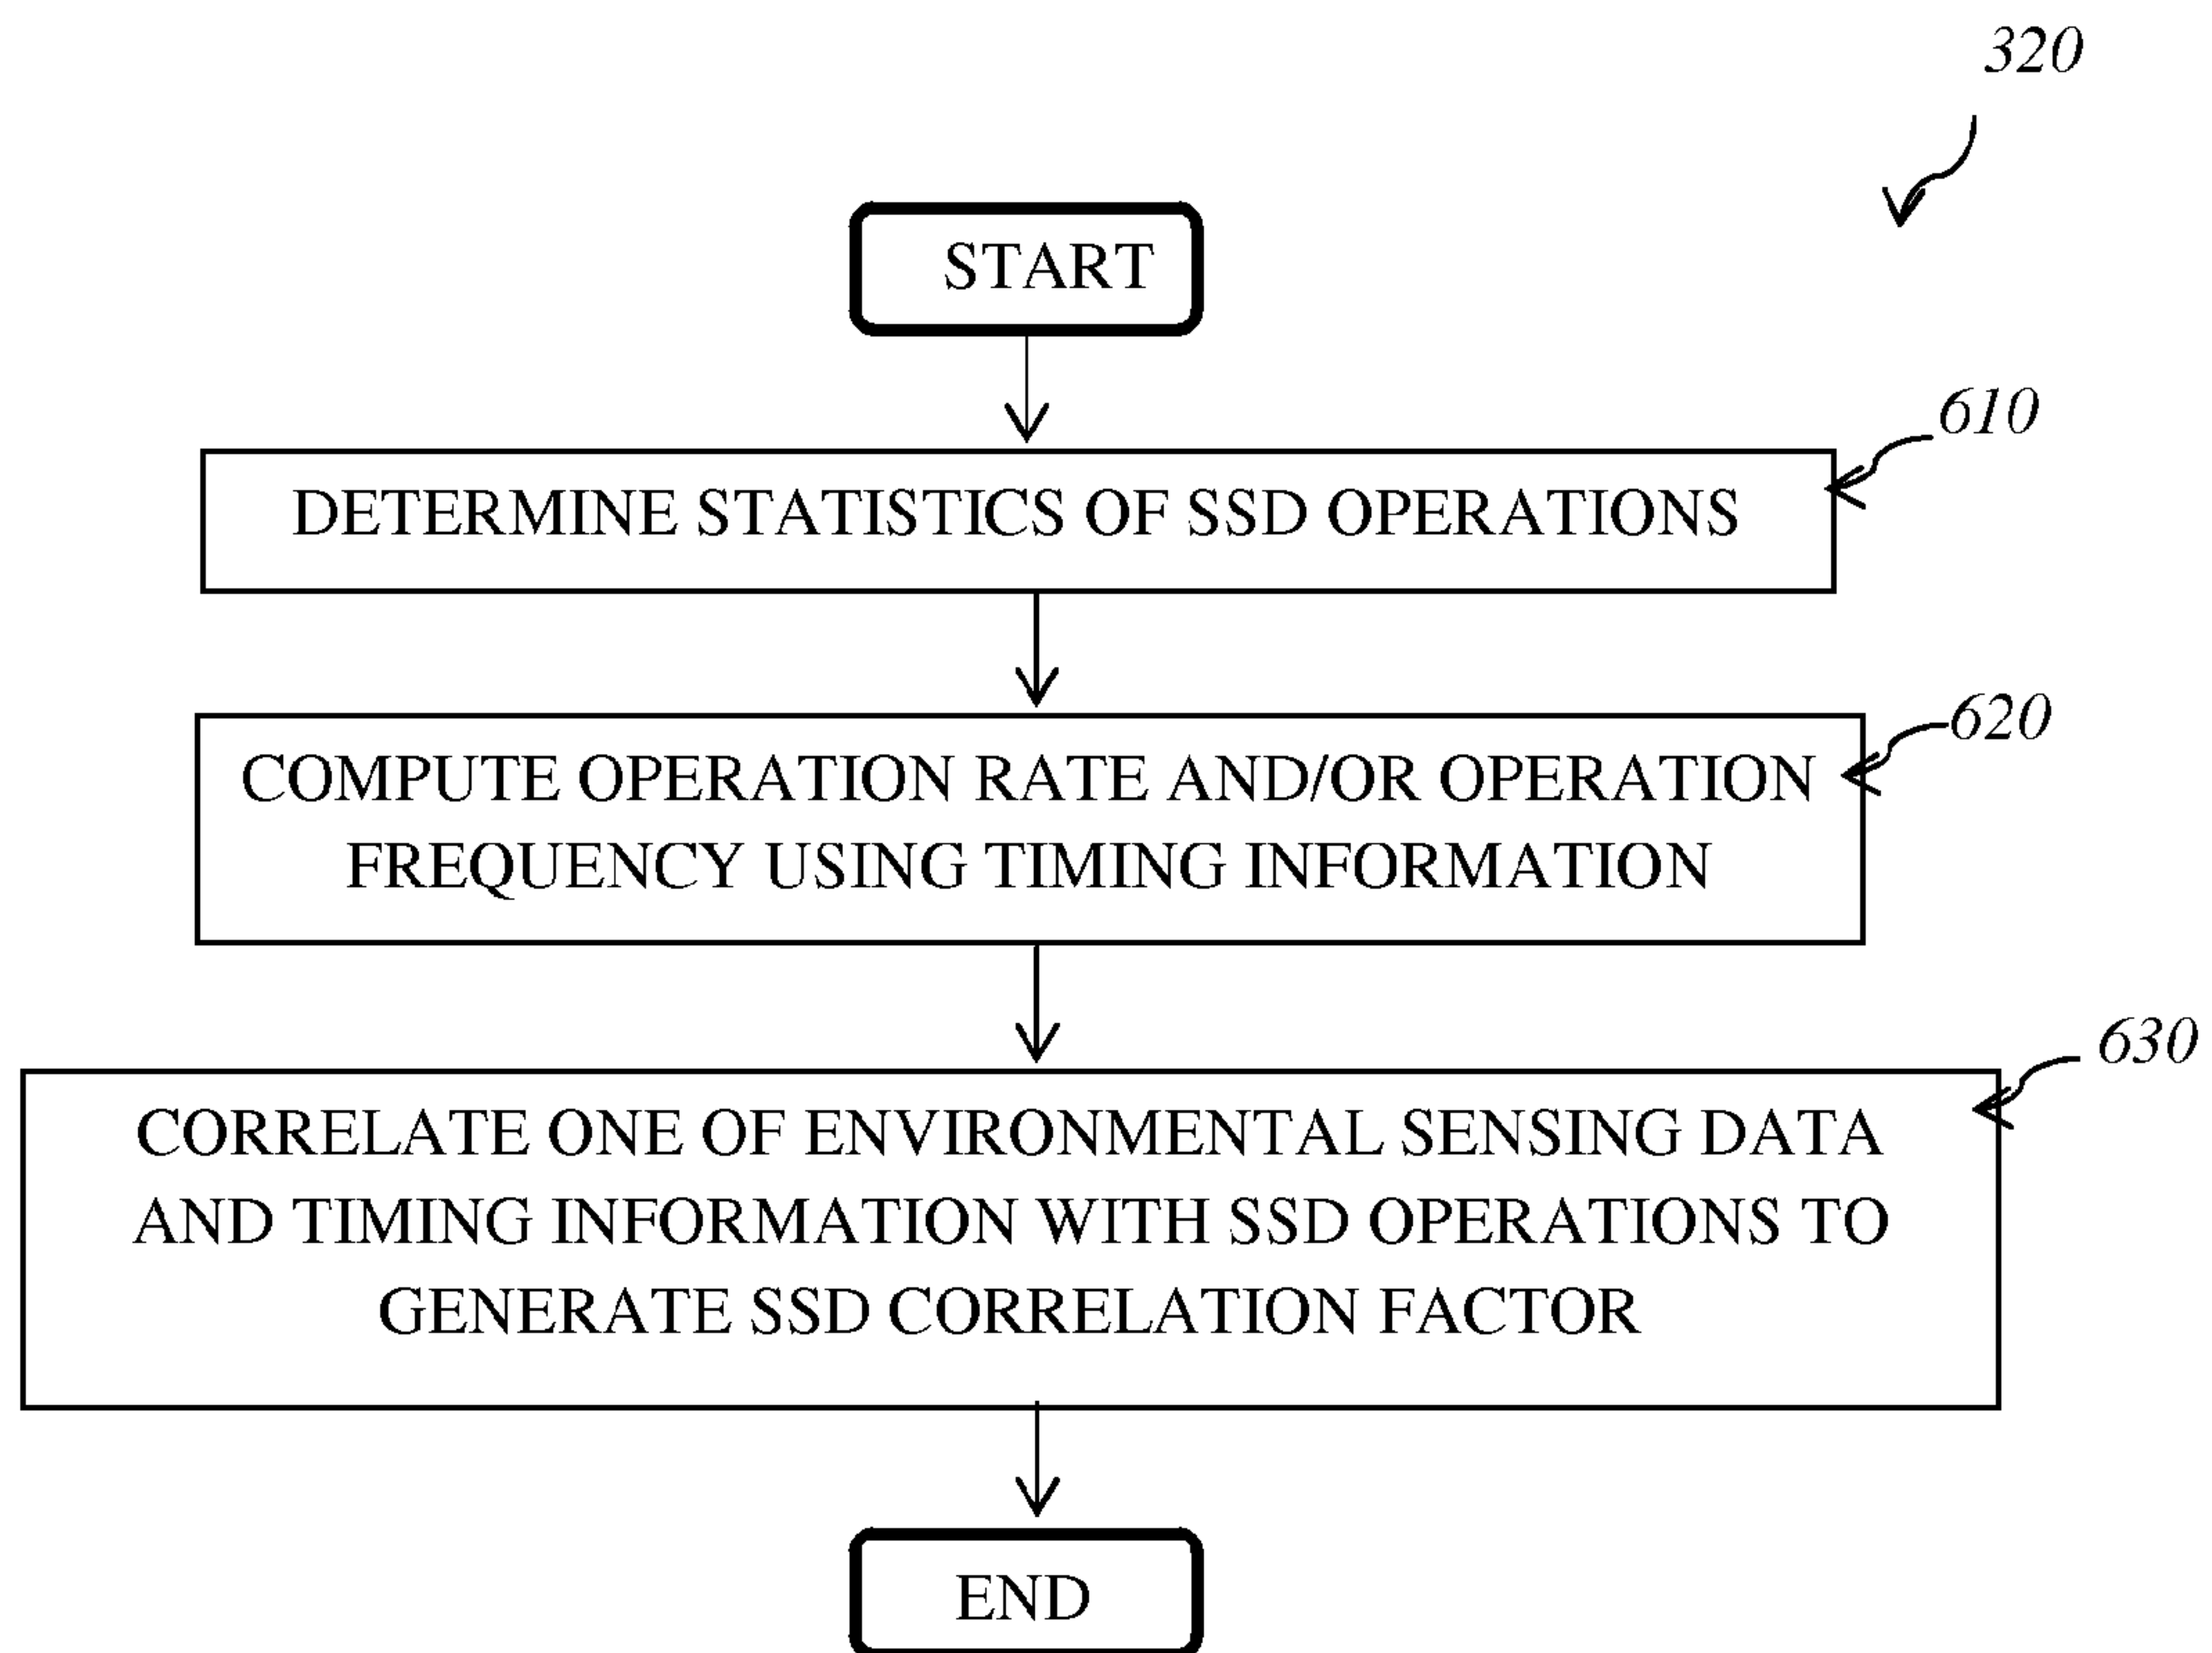 320
START
610
DETERMINE STATISTICS OF SSD OPERATIONS
620
COMPUTE OPERATION RATE AND/OR OPERATION
FREQUENCY USING TIMING INFORMATION
630
CORRELATE ONE OF ENVIRONMENTAL SENSING DATA
AND TIMING INFORMATION WITH SSD OPERATIONS TO
GENERATE SSD CORRELATION FACTOR
END